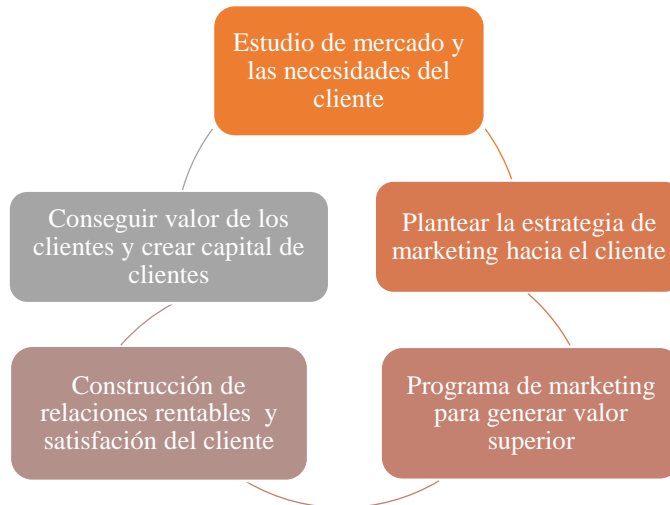 Estudio de mercado y
las necesidades del
cliente
Plantear la estrategia de
marketing hacia el cliente
Programa de marketing
para generar valor
superior
Construcción de
relaciones rentables y
satisfacción del cliente
Conseguir valor de los
clientes y crear capital de
clientes